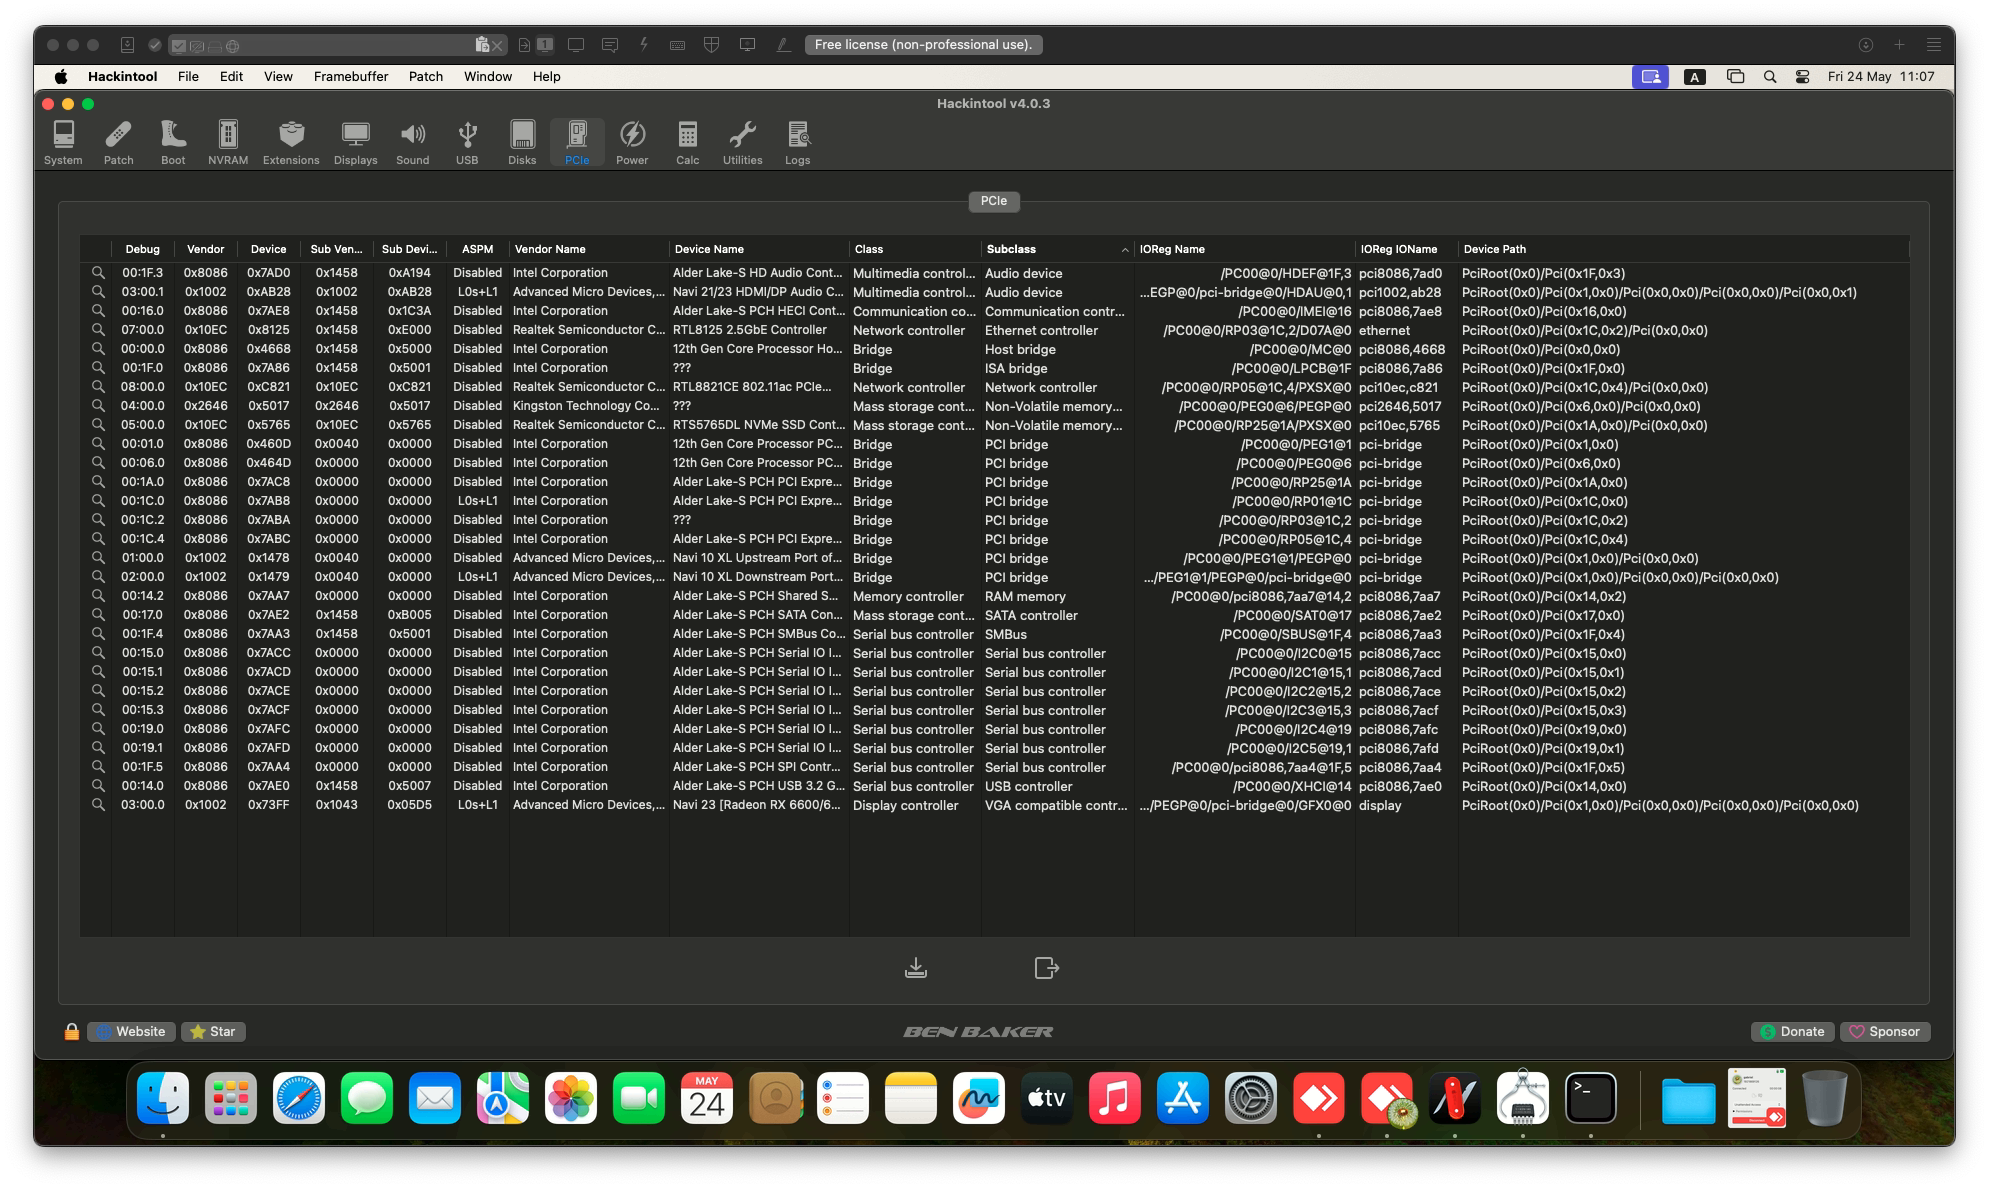 1 Free license (non-professional use).
Hackintool File Edit View Framebuffer Patch Window Help A Fri 24 May 11:07
Hackintool v4.0.3
System Patch Boot NVRAM Extensions Displays Sound USB Disks PCIe Power Calc Utilities Logs
PCIe
Debug Vendor Device Sub Ven... Sub Devi... ASPM Vendor Name Device Name Class Subclass IOReg Name IOReg IOName Device Path
00:1F.3 0x8086 0x7AD0 0x1458 0xA194 Disabled Intel Corporation Alder Lake-S HD Audio Cont... Multimedia control... Audio device /PC00@0/HDEF@1F,3 pci8086,7ad0 PciRoot(0x0)/Pci(0x1F,0x3)
03:00.1 0x1002 0xAB28 0x1002 0xAB28 L0s+L1 Advanced Micro Devices,... Navi 21/23 HDMI/DP Audio C... Multimedia control... Audio device ...EGP@0/pci-bridge@0/HDAU@0,1 pci1002,ab28 PciRoot(0x0)/Pci(0x1,0x0)/Pci(0x0,0x0)/Pci(0x0,0x0)/Pci(0x0,0x1)
00:16.0 0x8086 0x7AE8 0x1458 0x1C3A Disabled Intel Corporation Alder Lake-S PCH HECI Cont... Communication co... Communication contr... /PC00@0/IMEI@16 pci8086,7ae8 PciRoot(0x0)/Pci(0x16,0x0)
07:00.0 0x10EC 0x8125 0x1458 0xE000 Disabled Realtek Semiconductor C... RTL8125 2.5GbE Controller Network controller Ethernet controller /PC00@0/RP03@1C,2/D07A@0 ethernet PciRoot(0x0)/Pci(0x1C,0x2)/Pci(0x0,0x0)
00:00.0 0x8086 0x4668 0x1458 0x5000 Disabled Intel Corporation 12th Gen Core Processor Ho... Bridge Host bridge /PC00@0/MC@0 pci8086,4668 PciRoot(0x0)/Pci(0x0,0x0)
00:1F.0 0x8086 0x7A86 0x1458 0x5001 Disabled Intel Corporation ??? Bridge ISA bridge /PC00@0/LPCB@1F pci8086,7a86 PciRoot(0x0)/Pci(0x1F,0x0)
08:00.0 0x10EC 0xC821 0x10EC 0xC821 Disabled Realtek Semiconductor C... RTL8821CE 802.11ac PCIe... Network controller Network controller /PC00@0/RP05@1C,4/PXSX@0 pci10ec,c821 PciRoot(0x0)/Pci(0x1C,0x4)/Pci(0x0,0x0)
04:00.0 0x2646 0x5017 0x2646 0x5017 Disabled Kingston Technology Co... ??? Mass storage cont... Non-Volatile memory... /PC00@0/PEG0@6/PEGP@0 pci2646,5017 PciRoot(0x0)/Pci(0x6,0x0)/Pci(0x0,0x0)
05:00.0 0x10EC 0x5765 0x10EC 0x5765 Disabled Realtek Semiconductor C... RTS5765DL NVMe SSD Cont... Mass storage cont... Non-Volatile memory... /PC00@0/RP25@1A/PXSX@0 pci10ec,5765 PciRoot(0x0)/Pci(0x1A,0x0)/Pci(0x0,0x0)
00:01.0 0x8086 0x460D 0x0040 0x0000 Disabled Intel Corporation 12th Gen Core Processor PC... Bridge PCI bridge /PC00@0/PEG1@1 pci-bridge PciRoot(0x0)/Pci(0x1,0x0)
00:06.0 0x8086 0x464D 0x0000 0x0000 Disabled Intel Corporation 12th Gen Core Processor PC... Bridge PCI bridge /PC00@0/PEG0@6 pci-bridge PciRoot(0x0)/Pci(0x6,0x0)
00:1A.0 0x8086 0x7AC8 0x0000 0x0000 Disabled Intel Corporation Alder Lake-S PCH PCI Expre... Bridge PCI bridge /PC00@0/RP25@1A pci-bridge PciRoot(0x0)/Pci(0x1A,0x0)
00:1C.0 0x8086 0x7AB8 0x0000 0x0000 L0s+L1 Intel Corporation Alder Lake-S PCH PCI Expre... Bridge PCI bridge /PC00@0/RP01@1C pci-bridge PciRoot(0x0)/Pci(0x1C,0x0)
00:1C.2 0x8086 0x7ABA 0x0000 0x0000 Disabled Intel Corporation ??? Bridge PCI bridge /PC00@0/RP03@1C,2 pci-bridge PciRoot(0x0)/Pci(0x1C,0x2)
00:1C.4 0x8086 0x7ABC 0x0000 0x0000 Disabled Intel Corporation Alder Lake-S PCH PCI Expre... Bridge PCI bridge /PC00@0/RP05@1C,4 pci-bridge PciRoot(0x0)/Pci(0x1C,0x4)
01:00.0 0x1002 0x1478 0x0040 0x0000 Disabled Advanced Micro Devices,... Navi 10 XL Upstream Port of... Bridge PCI bridge /PC00@0/PEG1@1/PEGP@0 pci-bridge PciRoot(0x0)/Pci(0x1,0x0)/Pci(0x0,0x0)
02:00.0 0x1002 0x1479 0x0040 0x0000 L0s+L1 Advanced Micro Devices,... Navi 10 XL Downstream Port... Bridge PCI bridge .../PEG1@1/PEGP@0/pci-bridge@0 pci-bridge PciRoot(0x0)/Pci(0x1,0x0)/Pci(0x0,0x0)/Pci(0x0,0x0)
00:14.2 0x8086 0x7AA7 0x0000 0x0000 Disabled Intel Corporation Alder Lake-S PCH Shared S... Memory controller RAM memory /PC00@0/pci8086,7aa7@14,2 pci8086,7aa7 PciRoot(0x0)/Pci(0x14,0x2)
00:17.0 0x8086 0x7AE2 0x1458 0xB005 Disabled Intel Corporation Alder Lake-S PCH SATA Con... Mass storage cont... SATA controller /PC00@0/SAT0@17 pci8086,7ae2 PciRoot(0x0)/Pci(0x17,0x0)
00:1F.4 0x8086 0x7AA3 0x1458 0x5001 Disabled Intel Corporation Alder Lake-S PCH SMBus Co... Serial bus controller SMBus /PC00@0/SBUS@1F,4 pci8086,7aa3 PciRoot(0x0)/Pci(0x1F,0x4)
00:15.0 0x8086 0x7ACC 0x0000 0x0000 Disabled Intel Corporation Alder Lake-S PCH Serial IO I... Serial bus controller Serial bus controller /PC00@0/I2C0@15 pci8086,7acc PciRoot(0x0)/Pci(0x15,0x0)
00:15.1 0x8086 0x7ACD 0x0000 0x0000 Disabled Intel Corporation Alder Lake-S PCH Serial IO I... Serial bus controller Serial bus controller /PC00@0/I2C1@15,1 pci8086,7acd PciRoot(0x0)/Pci(0x15,0x1)
00:15.2 0x8086 0x7ACE 0x0000 0x0000 Disabled Intel Corporation Alder Lake-S PCH Serial IO I... Serial bus controller Serial bus controller /PC00@0/I2C2@15,2 pci8086,7ace PciRoot(0x0)/Pci(0x15,0x2)
00:15.3 0x8086 0x7ACF 0x0000 0x0000 Disabled Intel Corporation Alder Lake-S PCH Serial IO I... Serial bus controller Serial bus controller /PC00@0/I2C3@15,3 pci8086,7acf PciRoot(0x0)/Pci(0x15,0x3)
00:19.0 0x8086 0x7AFC 0x0000 0x0000 Disabled Intel Corporation Alder Lake-S PCH Serial IO I... Serial bus controller Serial bus controller /PC00@0/I2C4@19 pci8086,7afc PciRoot(0x0)/Pci(0x19,0x0)
00:19.1 0x8086 0x7AFD 0x0000 0x0000 Disabled Intel Corporation Alder Lake-S PCH Serial IO I... Serial bus controller Serial bus controller /PC00@0/I2C5@19,1 pci8086,7afd PciRoot(0x0)/Pci(0x19,0x1)
00:1F.5 0x8086 0x7AA4 0x0000 0x0000 Disabled Intel Corporation Alder Lake-S PCH SPI Contr... Serial bus controller Serial bus controller /PC00@0/pci8086,7aa4@1F,5 pci8086,7aa4 PciRoot(0x0)/Pci(0x1F,0x5)
00:14.0 0x8086 0x7AE0 0x1458 0x5007 Disabled Intel Corporation Alder Lake-S PCH USB 3.2 G... Serial bus controller USB controller /PC00@0/XHCI@14 pci8086,7ae0 PciRoot(0x0)/Pci(0x14,0x0)
03:00.0 0x1002 0x73FF 0x1043 0x05D5 L0s+L1 Advanced Micro Devices,... Navi 23 [Radeon RX 6600/6... Display controller VGA compatible contr... .../PEGP@0/pci-bridge@0/GFX0@0 display PciRoot(0x0)/Pci(0x1,0x0)/Pci(0x0,0x0)/Pci(0x0,0x0)/Pci(0x0,0x0)
Website Star BEN BAKER Donate Sponsor
MAY
24
tv
>_